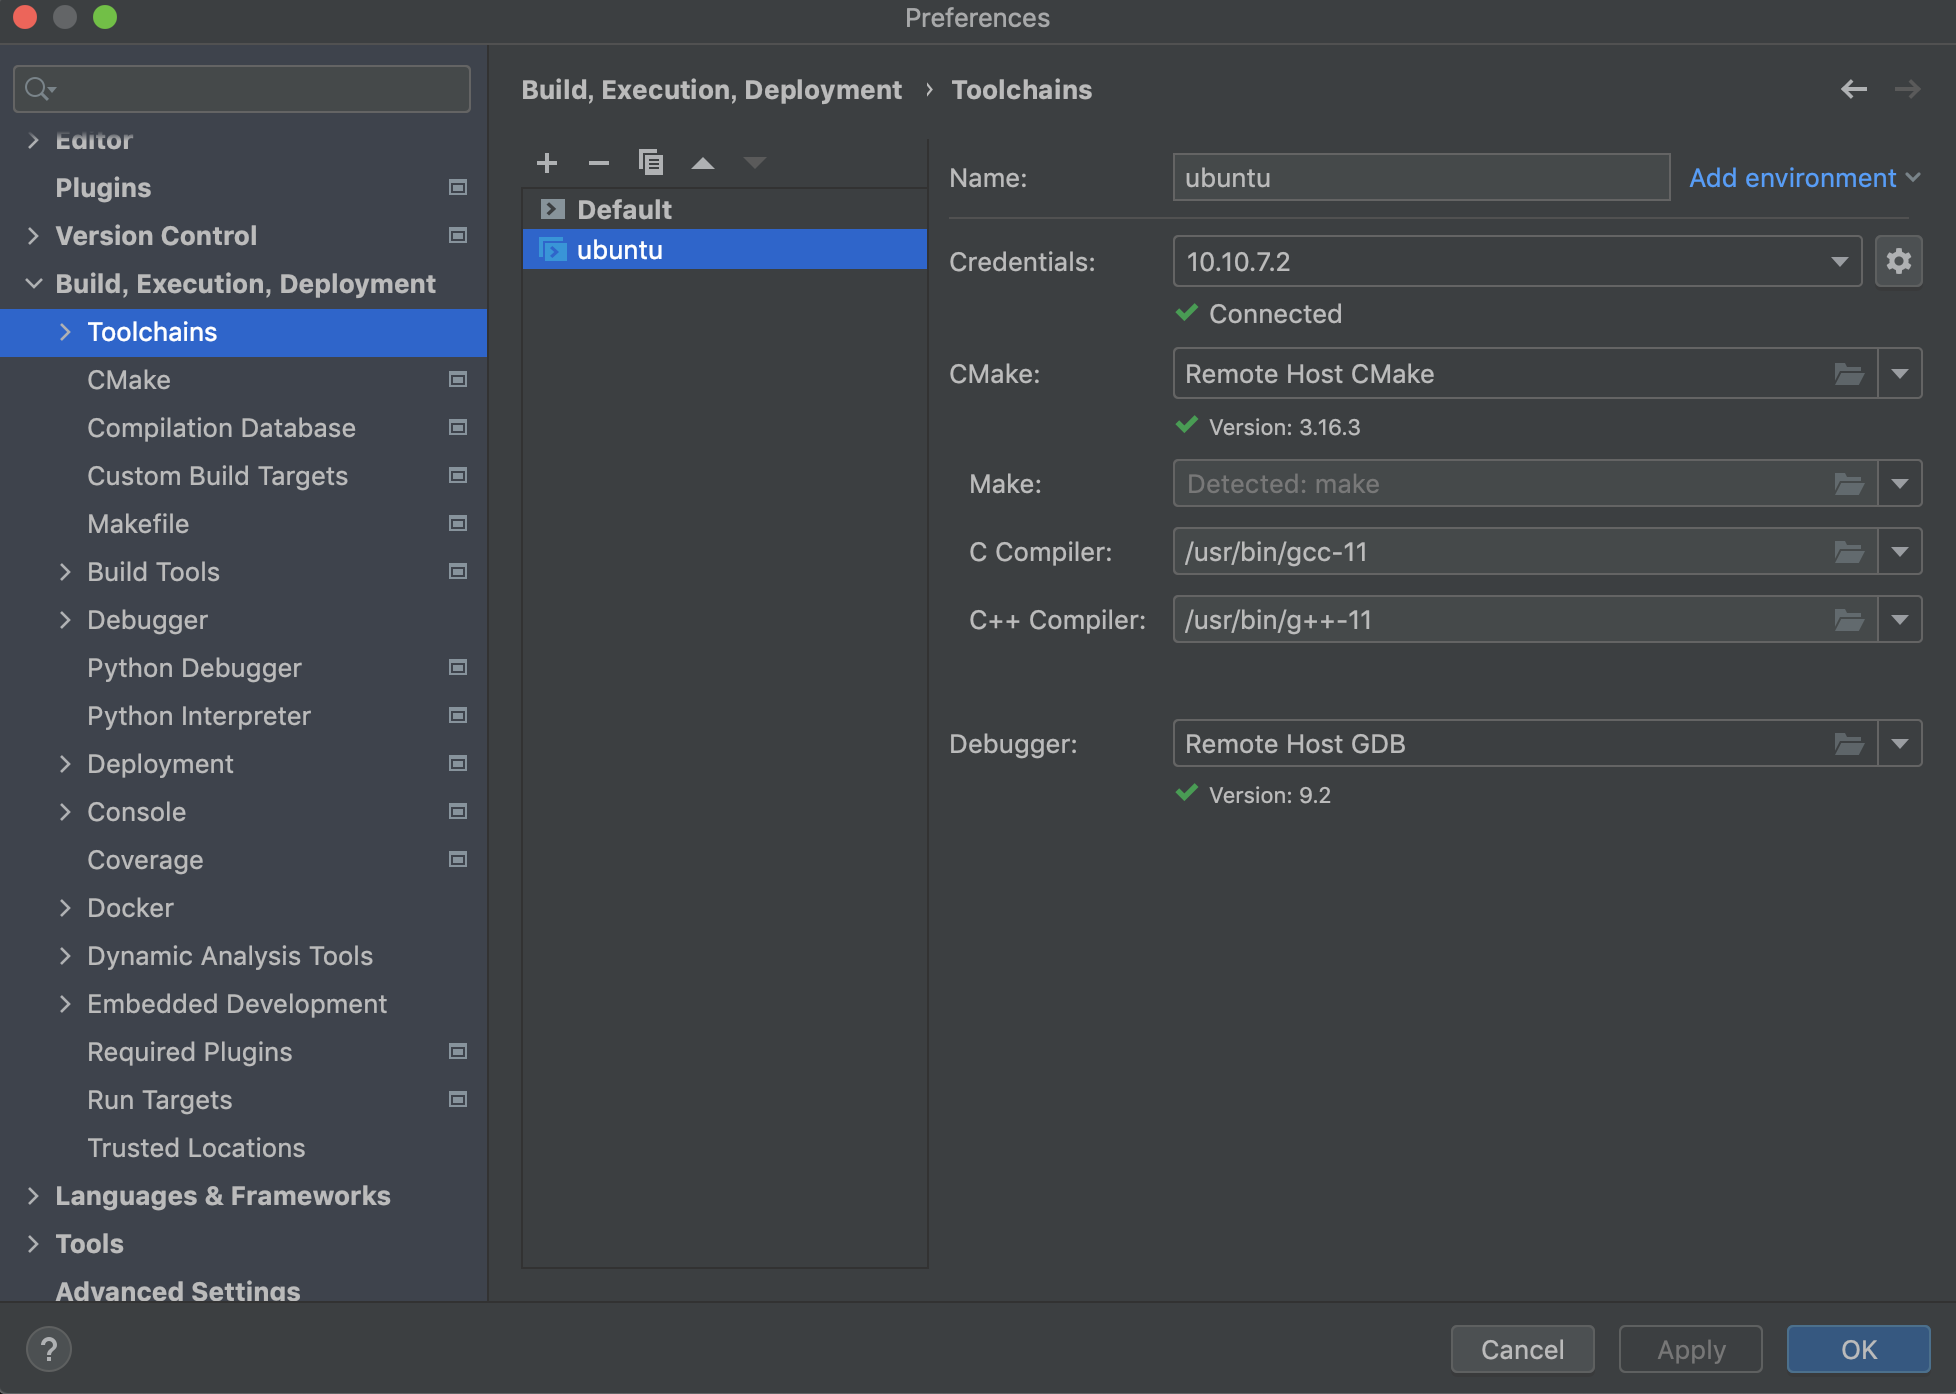 Preferences
Editor
Plugins
Version Control
Build, Execution, Deployment
Toolchains
CMake
Compilation Database
Custom Build Targets
Makefile
Build Tools
Debugger
Python Debugger
Python Interpreter
Deployment
Console
Coverage
Docker
Dynamic Analysis Tools
Embedded Development
Required Plugins
Run Targets
Trusted Locations
Languages & Frameworks
Tools
Advanced Settings
Build, Execution, Deployment › Toolchains
Default
ubuntu
Name: ubuntu Add environment
Credentials: 10.10.7.2
Connected
CMake: Remote Host CMake
Version: 3.16.3
Make: Detected: make
C Compiler: /usr/bin/gcc-11
C++ Compiler: /usr/bin/g++-11
Debugger: Remote Host GDB
Version: 9.2
? Cancel Apply OK